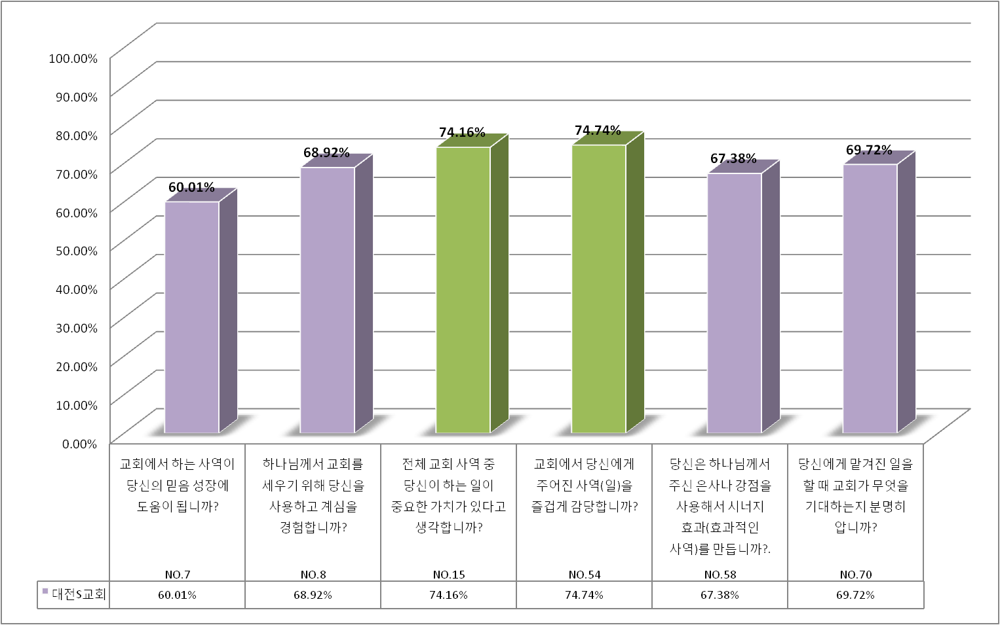 100.00%
90.00%
80.00%
70.00%
60.00%
50.00%
40.00%
30.00%
20.00%
10.00%
0.00%
60.01%
68.92%
74.16%
74.74%
67.38%
69.72%
교회에서 하는 사역이
당신의 믿음 성장에
도움이 됩니까?
NO.7
하나님께서 교회를
세우기 위해 당신을
사용하고 계심을
경험합니까?
NO.8
전체 교회 사역 중
당신이 하는 일이
중요한 가치가 있다고
생각합니까?
NO.15
교회에서 당신에게
주어진 사역(일)을
즐겁게 감당합니까?
NO.54
당신은 하나님께서
주신 은사나 강점을
사용해서 시너지
효과(효과적인
사역)를 만듭니까?.
NO.58
당신에게 맡겨진 일을
할 때 교회가 무엇을
기대하는지 분명히
압니까?
NO.70
대전S교회 60.01% 68.92% 74.16% 74.74% 67.38% 69.72%